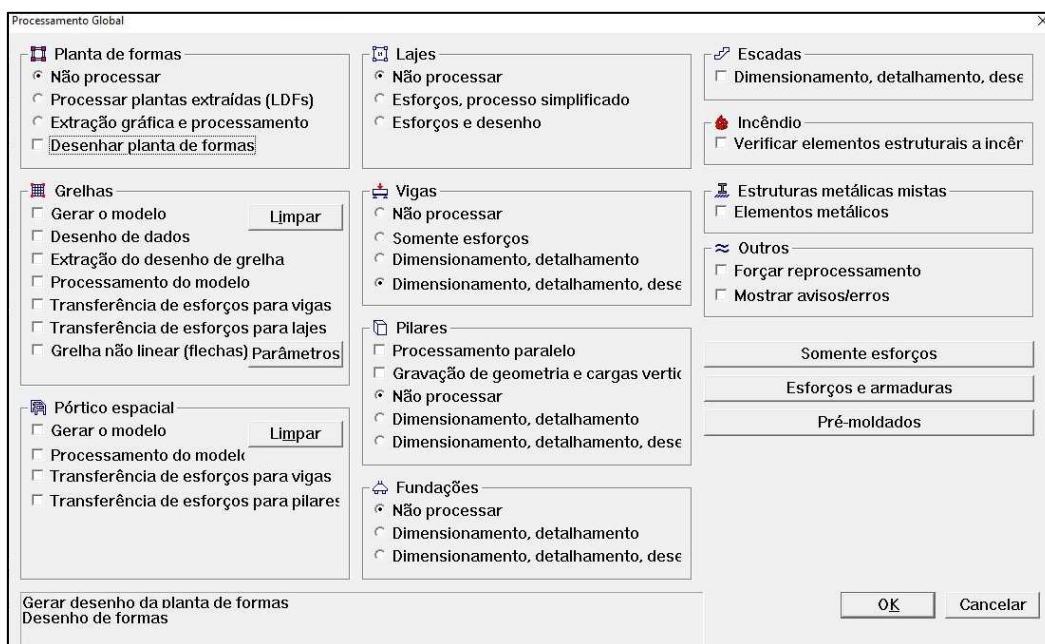 Processamento Global
Planta de formas
Não processar
Processar plantas extraídas (LDFs)
Extração gráfica e processamento
Desenhar planta de formas
Grelhas
Gerar o modelo
Limpar
Desenho de dados
Extração do desenho de grelha
Processamento do modelo
Transferência de esforços para vigas
Transferência de esforços para lajes
Grelha não linear (flechas)
Parâmetros
Pórtico espacial
Gerar o modelo
Limpar
Processamento do modelo
Transferência de esforços para vigas
Transferência de esforços para pilares
Lajes
Não processar
Esforços, processo simplificado
Esforços e desenho
Vigas
Não processar
Somente esforços
Dimensionamento, detalhamento
Dimensionamento, detalhamento, dese
Pilares
Processamento paralelo
Gravação de geometria e cargas vertic
Não processar
Dimensionamento, detalhamento
Dimensionamento, detalhamento, dese
Fundações
Não processar
Dimensionamento, detalhamento
Dimensionamento, detalhamento, dese
Escadas
Dimensionamento, detalhamento, dese
Incêndio
Verificar elementos estruturais a incên
Estruturas metálicas mistas
Elementos metálicos
Outros
Forçar reprocessamento
Mostrar avisos/erros
Somente esforços
Esforços e armaduras
Pré-moldados
Gerar desenho da planta de formas
Desenho de formas
OK
Cancelar